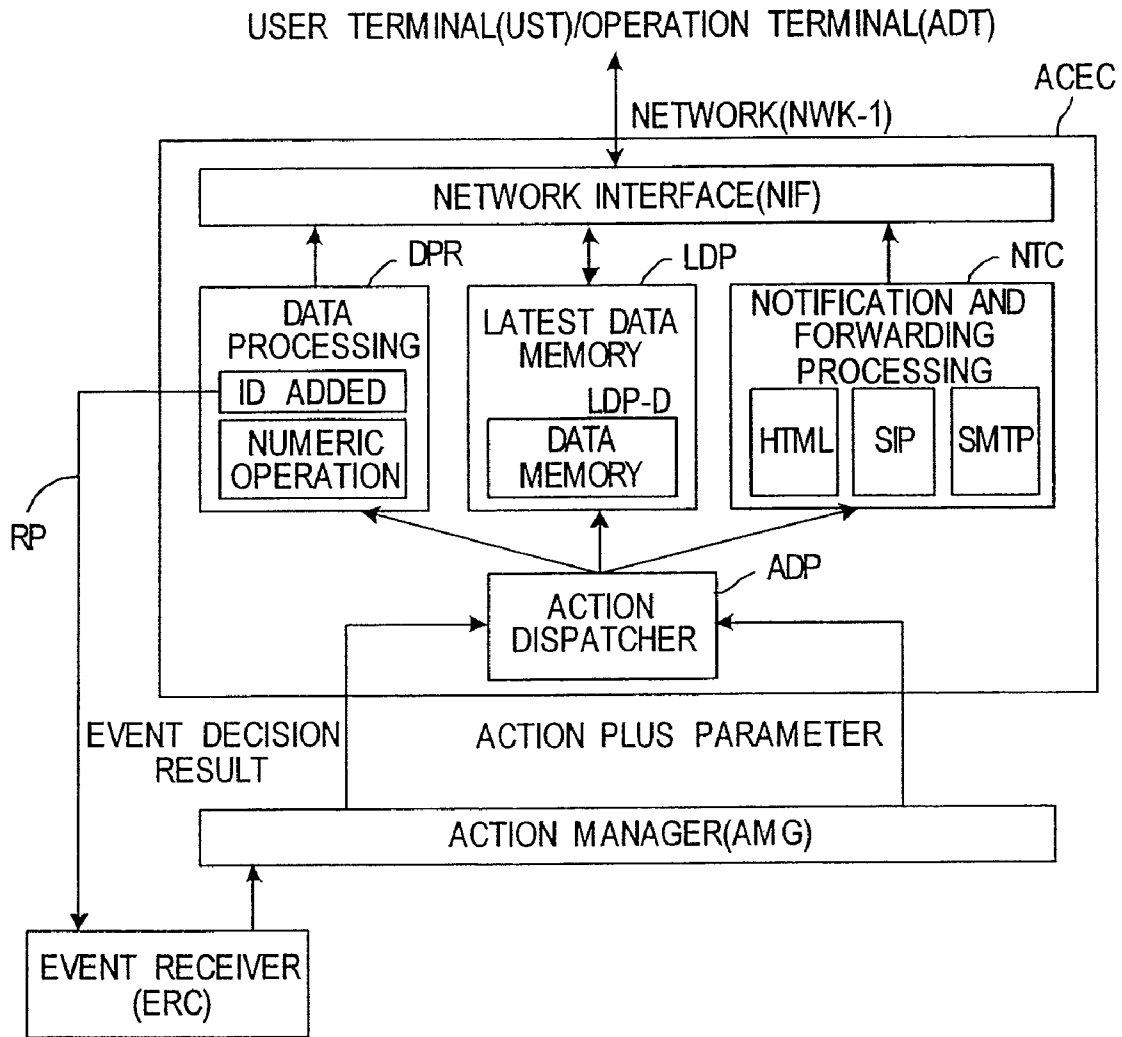 USER TERMINAL(UST)/OPERATION TERMINAL(ADT)
ACEC
NETWORK(NWK-1)
NETWORK INTERFACE(NIF)
DPR
LDP
NTC
DATA
PROCESSING
ID ADDED
NUMERIC
OPERATION
LATEST DATA
MEMORY
LDP-D
DATA
MEMORY
NOTIFICATION AND
FORWARDING
PROCESSING
HTML
SIP
SMTP
RP
ADP
ACTION
DISPATCHER
EVENT DECISION
RESULT
ACTION PLUS PARAMETER
ACTION MANAGER(AMG)
EVENT RECEIVER
(ERC)